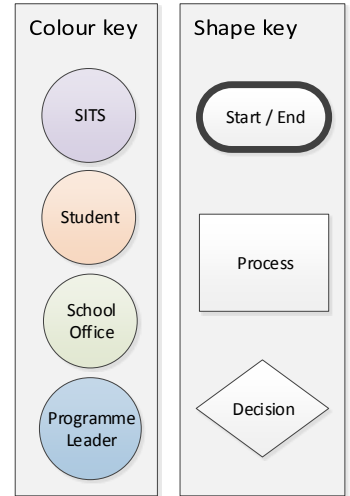 Colour key
SITS
Student
School
Office
Programme
Leader
Shape key
Start / End
Process
Decision